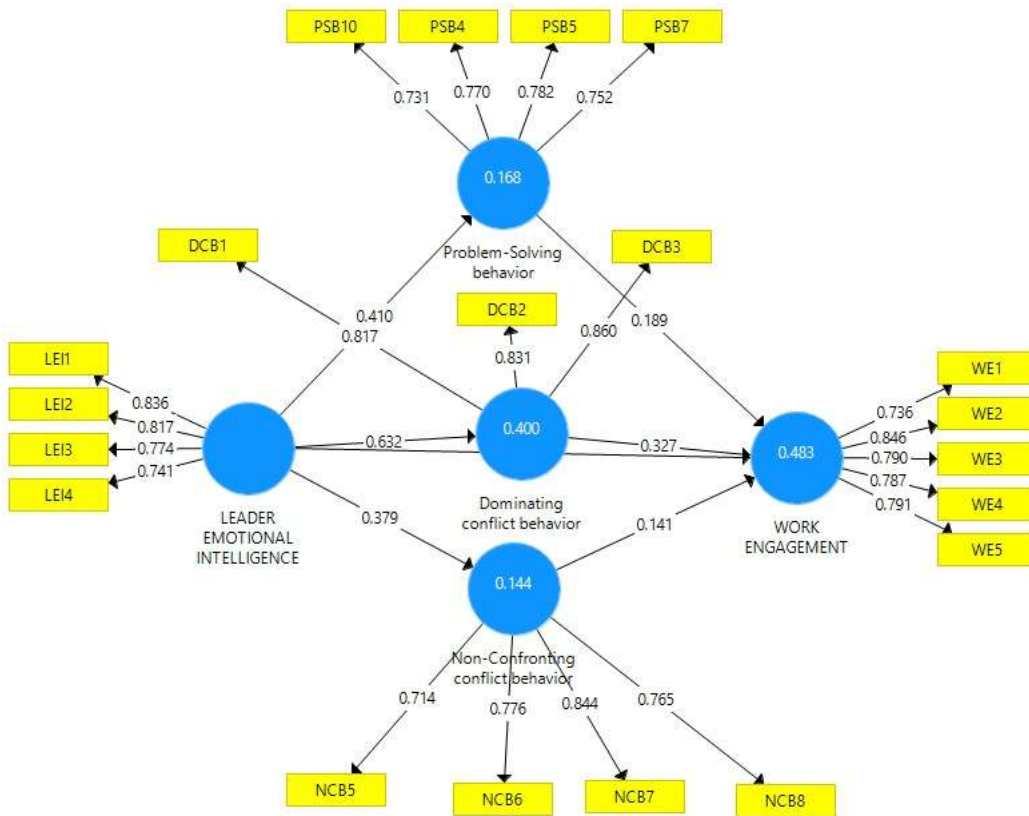 PSB10
PSB4
PSB5
PSB7
0.731
0.770
0.782
0.752
0.168
Problem-Solving
behavior
DCB1
DCB3
DCB2
0.410
0.817
0.831
0.860
0.189
LEI1
LEI2
LEI3
LEI4
0.836
0.817
0.774
0.741
LEADER
EMOTIONAL
INTELLIGENCE
0.632
0.400
Dominating
conflict behavior
0.327
0.483
WORK
ENGAGEMENT
0.736
0.846
0.790
0.787
0.791
WE1
WE2
WE3
WE4
WE5
0.379
0.141
0.144
Non-Confronting
conflict behavior
0.714
0.776
0.844
0.765
NCB5
NCB6
NCB7
NCB8